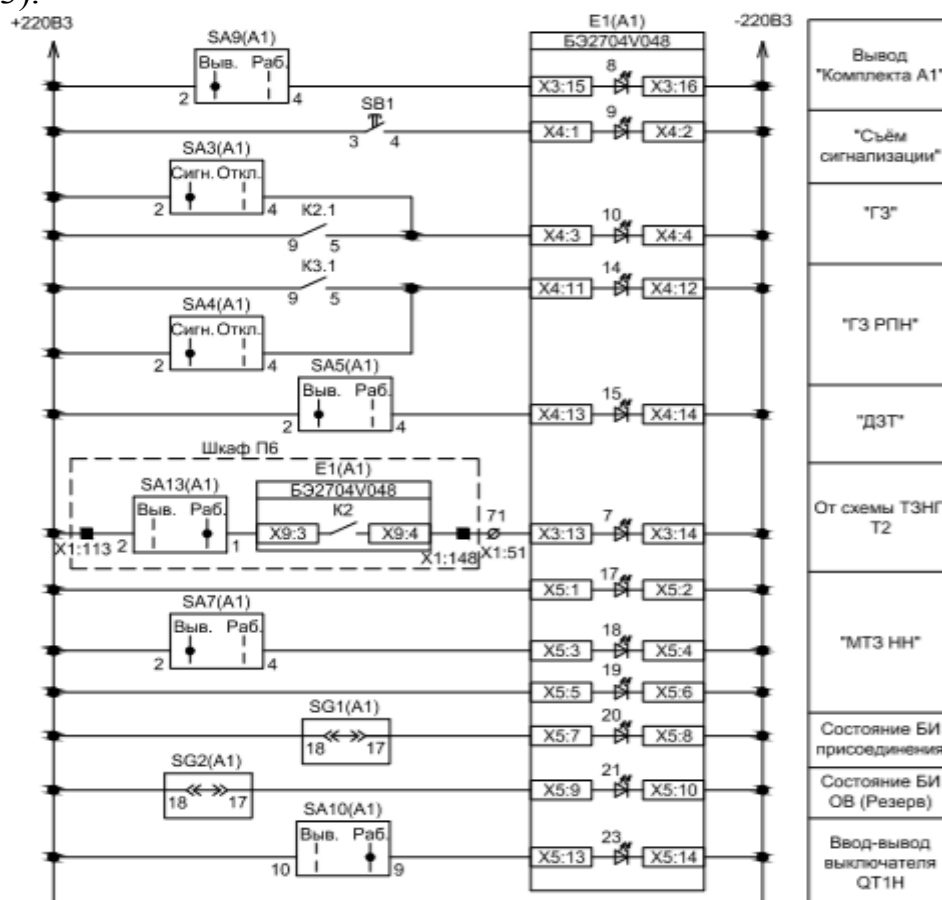 +220В3
E1(A1)
-220В3
БЭ2704V048
SA9(A1)
Выв. Раб.
2 4
X3:15 8 X3:16
Вывод
"Комплекта А1"
SB1
3 4
X4:1 9 X4:2
"Съём
сигнализации"
SA3(A1)
Сигн. Откл.
2 4
K2.1
9 5
X4:3 10 X4:4
"ГЗ"
K3.1
9 5
X4:11 14 X4:12
SA4(A1)
Сигн. Откл.
2 4
"ГЗ РПН"
SA5(A1)
Выв. Раб.
2 4
X4:13 15 X4:14
"ДЗТ"
Шкаф П6
E1(A1)
БЭ2704V048
SA13(A1)
Выв. Раб.
2 1
K2
X9:3 X9:4
X1:113
X1:148
71
X1:51
X3:13 7 X3:14
От схемы ТЗНП
Т2
X5:1 17 X5:2
SA7(A1)
Выв. Раб.
2 4
X5:3 18 X5:4
"МТЗ НН"
X5:5 19 X5:6
SG1(A1)
18 17
X5:7 20 X5:8
Состояние БИ
присоединения
SG2(A1)
18 17
X5:9 21 X5:10
Состояние БИ
ОВ (Резерв)
SA10(A1)
Выв. Раб.
10 9
X5:13 23 X5:14
Ввод-вывод
выключателя
QT1H